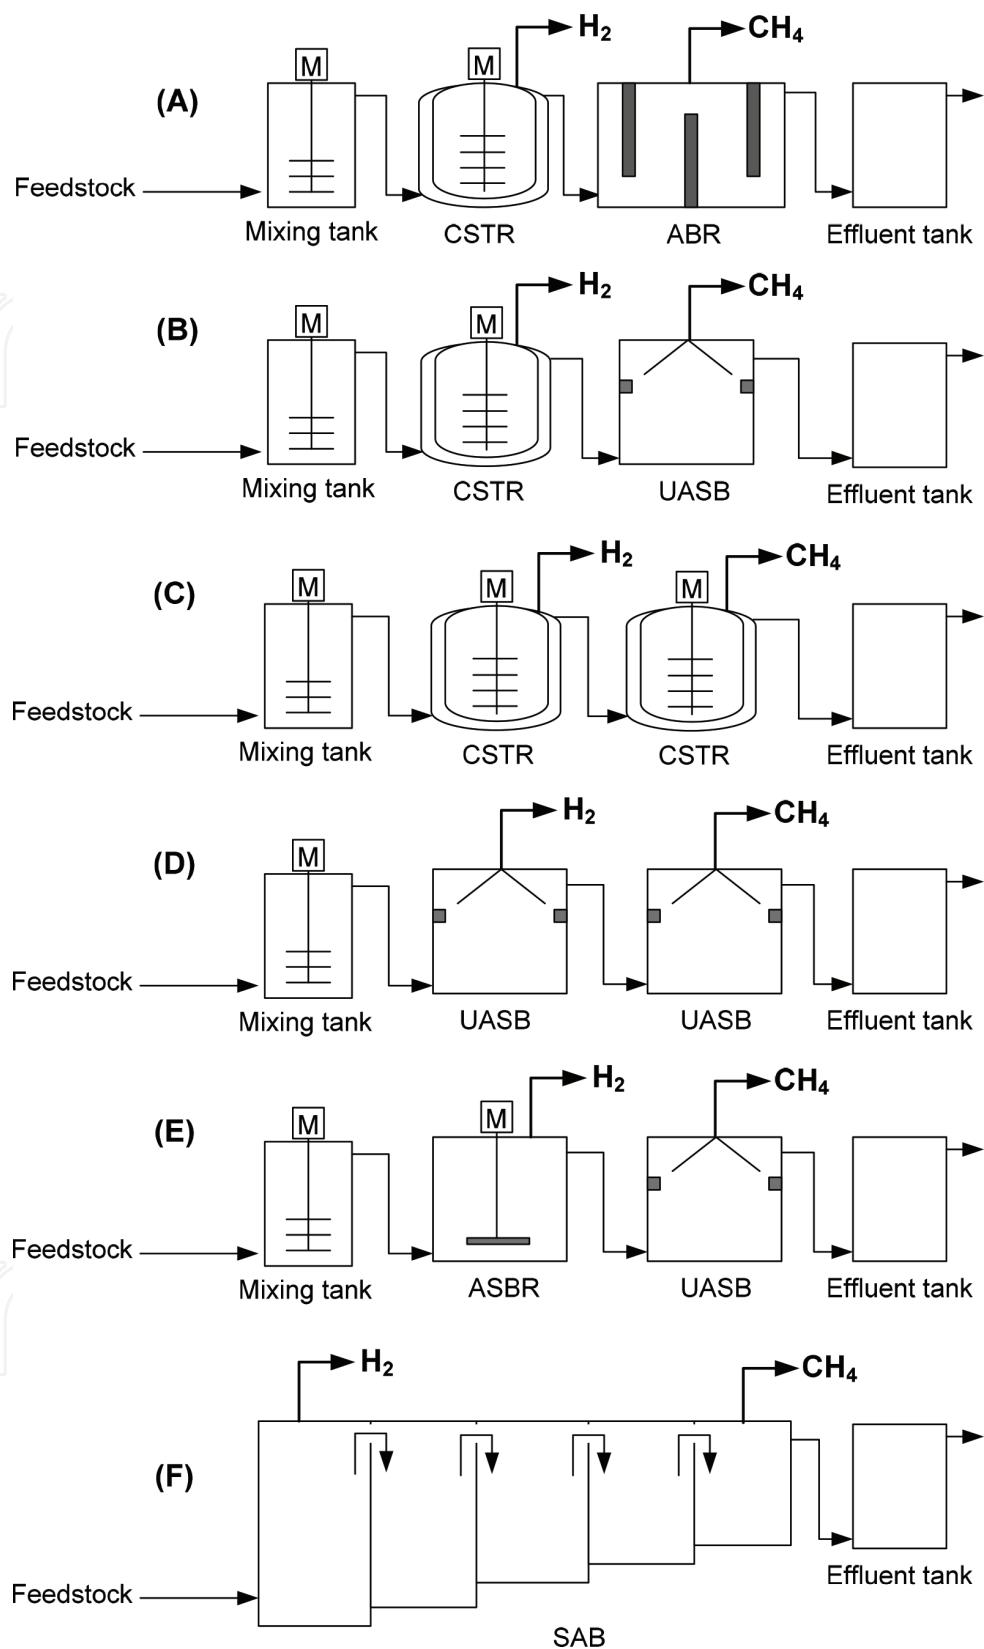 H₂
CH₄
M
M
(A)
Feedstock
Mixing tank
CSTR
ABR
Effluent tank
H₂
CH₄
M
M
(B)
Feedstock
Mixing tank
CSTR
UASB
Effluent tank
H₂
CH₄
M
M
M
(C)
Feedstock
Mixing tank
CSTR
CSTR
Effluent tank
H₂
CH₄
M
(D)
Feedstock
Mixing tank
UASB
UASB
Effluent tank
H₂
CH₄
M
M
(E)
Feedstock
Mixing tank
ASBR
UASB
Effluent tank
H₂
CH₄
(F)
Feedstock
Effluent tank
SAB